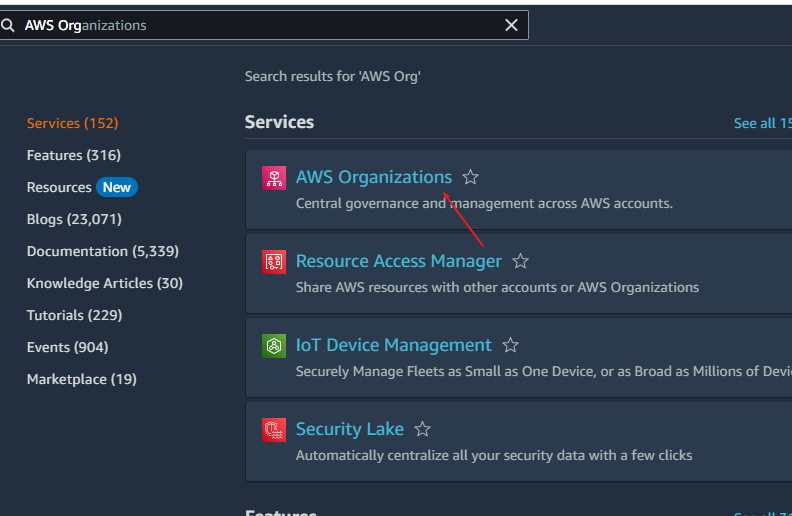 AWS Organizations
Search results for 'AWS Org'
Services (152)
Features (316)
Resources New
Blogs (23,071)
Documentation (5,339)
Knowledge Articles (30)
Tutorials (229)
Events (904)
Marketplace (19)
Services
See all 15
AWS Organizations
Central governance and management across AWS accounts.
Resource Access Manager
Share AWS resources with other accounts or AWS Organizations
IoT Device Management
Securely Manage Fleets as Small as One Device, or as Broad as Millions of Devi
Security Lake
Automatically centralize all your security data with a few clicks
Features
See all